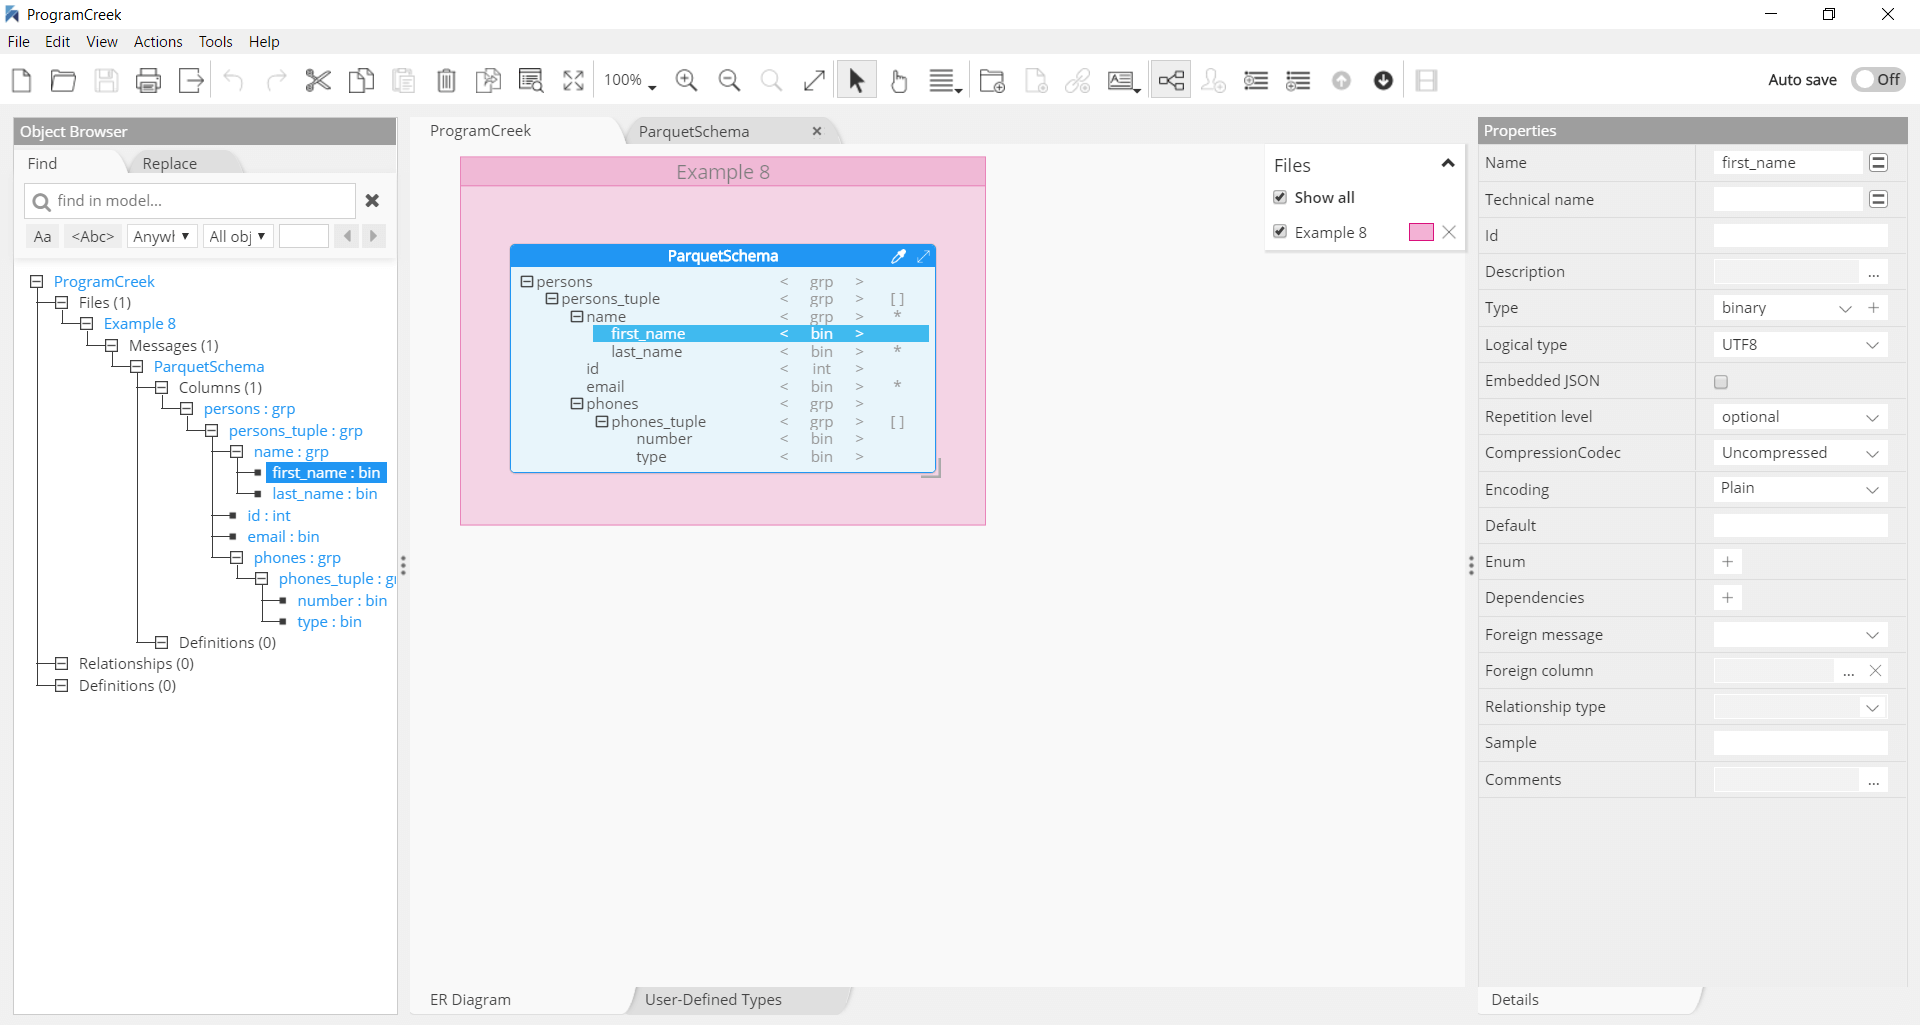 ProgramCreek
File Edit View Actions Tools Help
100%
Auto save Off
Object Browser
Find Replace
find in model...
Aa <Abc> Anywl All obj
ProgramCreek
Files (1)
Example 8
Messages (1)
ParquetSchema
Columns (1)
persons : grp
persons_tuple : grp
name : grp
first_name : bin
last_name : bin
id : int
email : bin
phones : grp
phones_tuple : gr
number : bin
type : bin
Definitions (0)
Relationships (0)
Definitions (0)
ProgramCreek ParquetSchema ×
Example 8
ParquetSchema
persons < grp >
persons_tuple < grp > [ ]
name < grp > *
first_name < bin >
last_name < bin > *
id < int >
email < bin > *
phones < grp >
phones_tuple < grp > [ ]
number < bin >
type < bin >
Files
Show all
Example 8
ER Diagram User-Defined Types
Properties
Name first_name
Technical name
Id
Description ...
Type binary +
Logical type UTF8
Embedded JSON
Repetition level optional
CompressionCodec Uncompressed
Encoding Plain
Default
Enum +
Dependencies +
Foreign message
Foreign column ...
Relationship type
Sample
Comments ...
Details